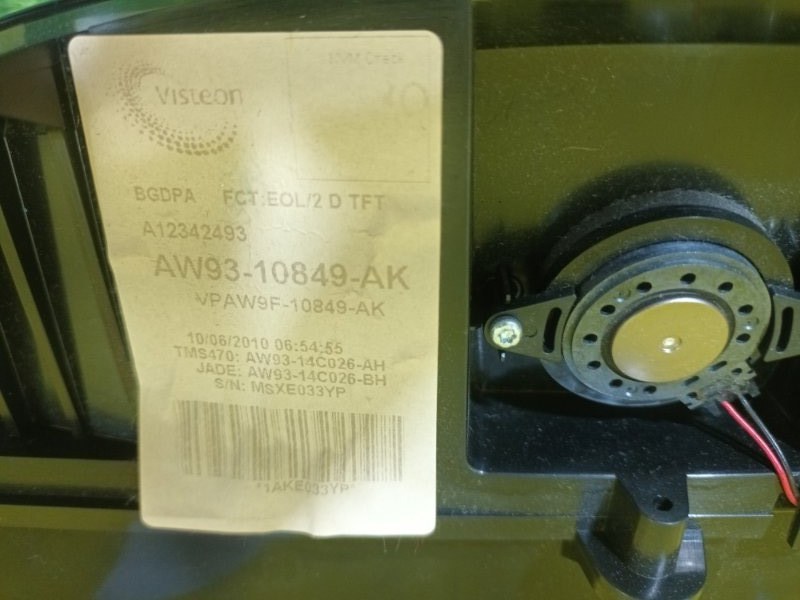 Visteon
BGDPA FCT:EOL/2 D TFT
A12342493
AW93-10849-AK
VPAW9F-10849-AK
10/06/2010 06:54:55
TMS470: AW93-14C026-AH
JADE: AW93-14C026-BH
S/N: MSXE033YP
*1AKE033YP*